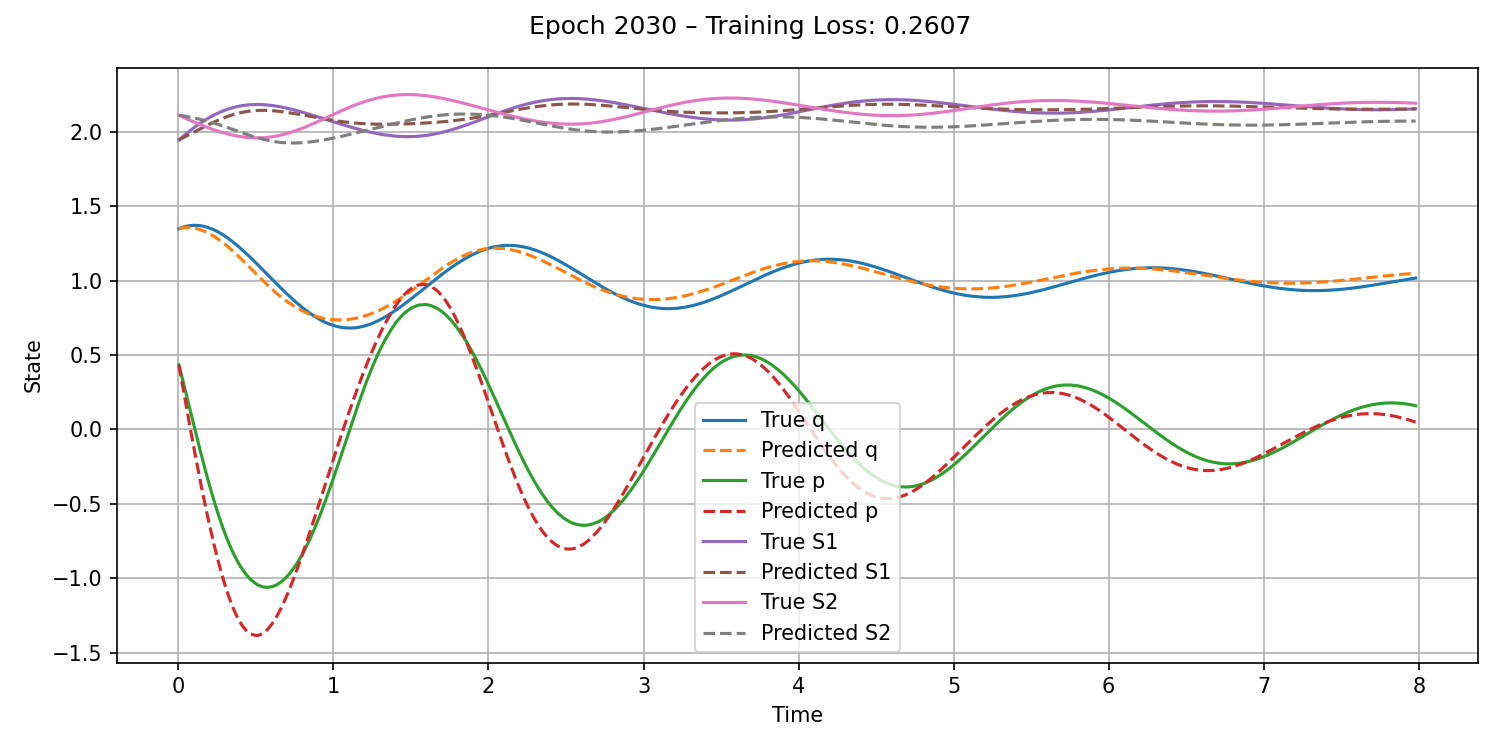 Epoch 2030 – Training Loss: 0.2607
State
2.0
1.5
1.0
0.5
0.0
−0.5
−1.0
−1.5
True q
Predicted q
True p
Predicted p
True S1
Predicted S1
True S2
Predicted S2
0 1 2 3 4 5 6 7 8
Time